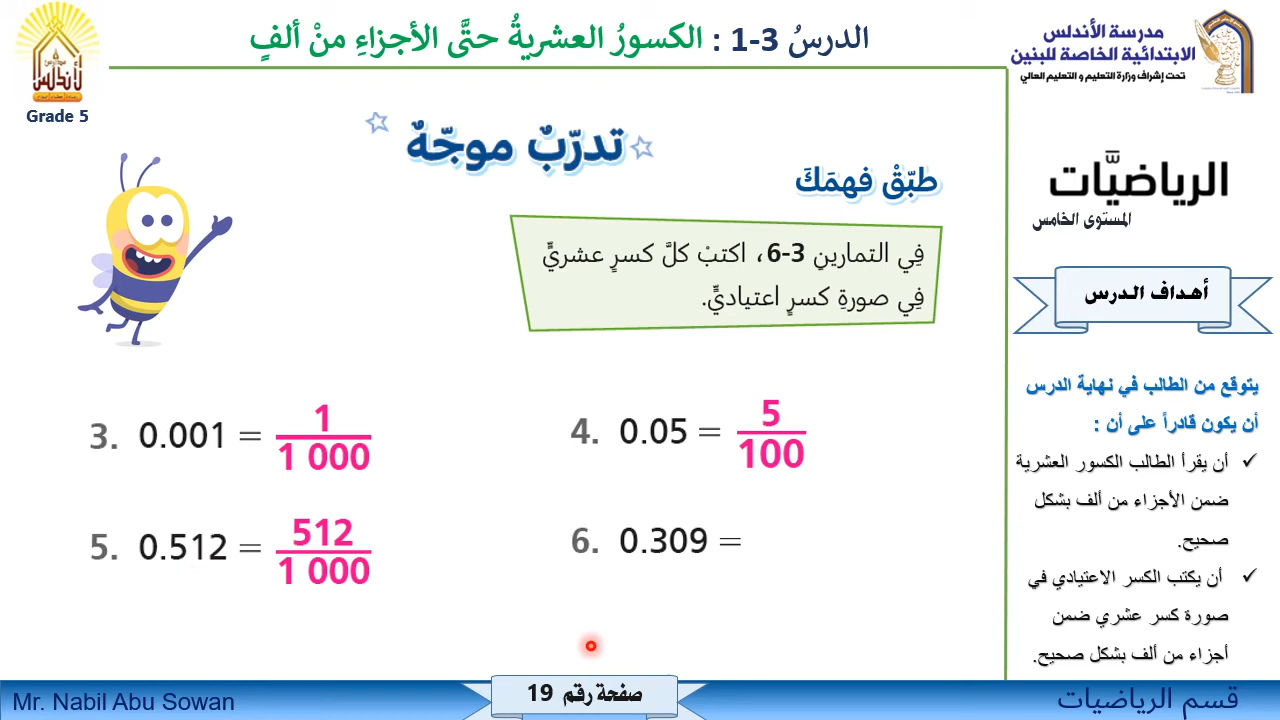 الدرسُ 3-1 : الكسورُ العشريةُ حتَّى الأجزاءِ منْ ألفٍ
مدرسة الأندلس
الابتدائية الخاصة للبنين
تحت إشراف وزارة التعليم و التعليم العالي
Grade 5
تدرّبٌ موجّهٌ
طبّقْ فهمَكَ
فِي التمارينِ 3-6، اكتبْ كلَّ كسرٍ عشريٍّ
فِي صورةِ كسرٍ اعتياديٍّ.
الرياضيَّات
المستوى الخامس
أهداف الدرس
يتوقع من الطالب في نهاية الدرس
أن يكون قادراً على أن :
✓ أن يقرأ الطالب الكسور العشرية
ضمن الأجزاء من ألف بشكل
صحيح.
✓ أن يكتب الكسر الاعتيادي في
صورة كسر عشري ضمن
أجزاء من ألف بشكل صحيح.
3. 0.001 = 1/1 000
4. 0.05 = 5/100
5. 0.512 = 512/1 000
6. 0.309 =
Mr. Nabil Abu Sowan
صفحة رقم 19
قسم الرياضيات